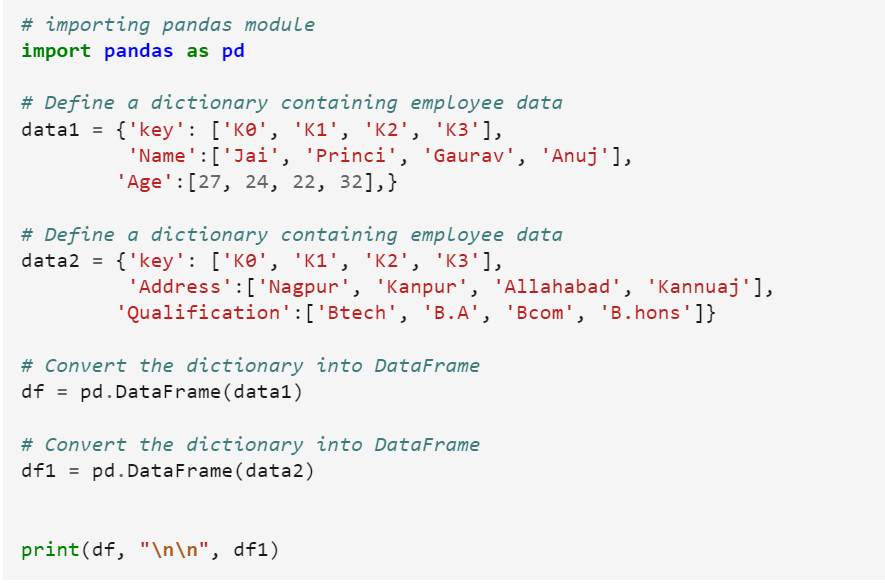 # importing pandas module
import pandas as pd
# Define a dictionary containing employee data
data1 = {'key': ['K0', 'K1', 'K2', 'K3'],
'Name':['Jai', 'Princi', 'Gaurav', 'Anuj'],
'Age':[27, 24, 22, 32],}
# Define a dictionary containing employee data
data2 = {'key': ['K0', 'K1', 'K2', 'K3'],
'Address':['Nagpur', 'Kanpur', 'Allahabad', 'Kannuaj'],
'Qualification':['Btech', 'B.A', 'Bcom', 'B.hons']}
# Convert the dictionary into DataFrame
df = pd.DataFrame(data1)
# Convert the dictionary into DataFrame
df1 = pd.DataFrame(data2)
print(df, "\n\n", df1)